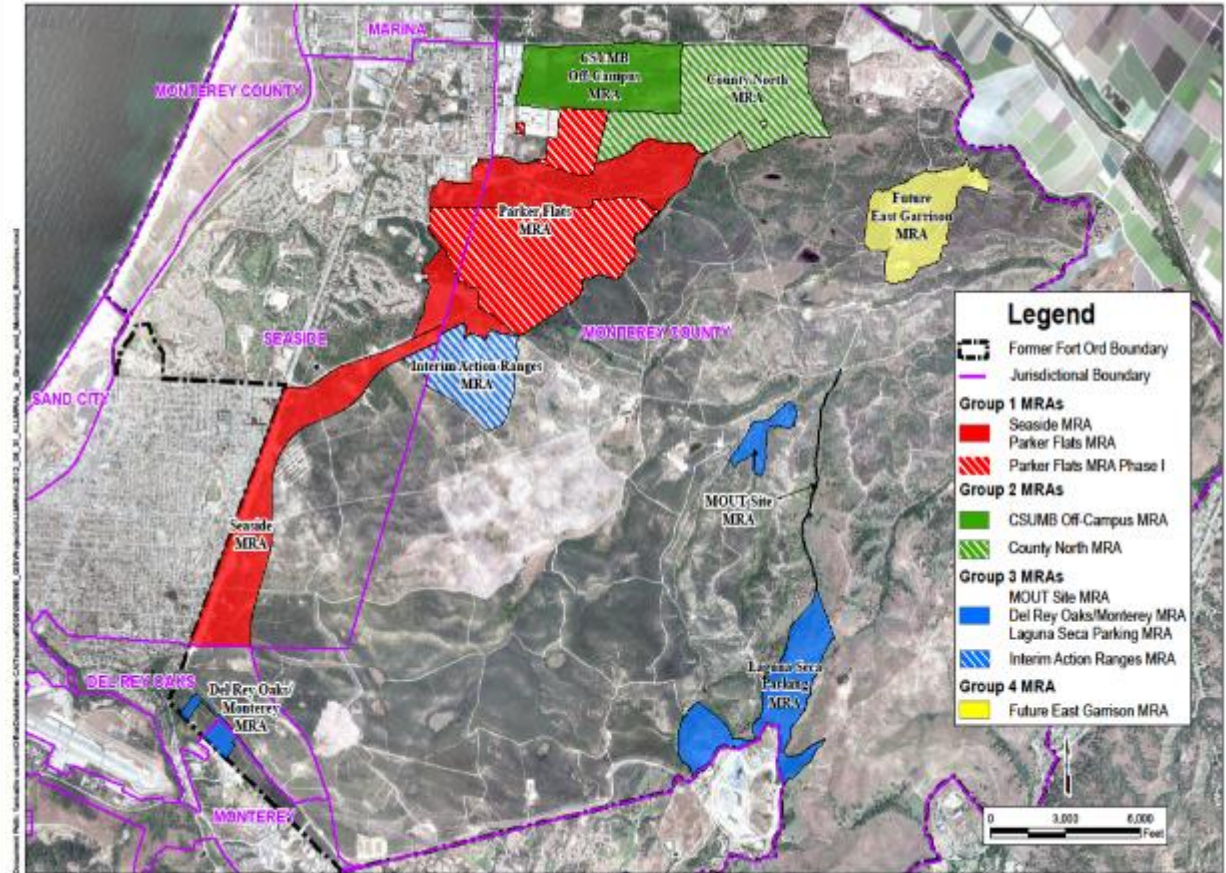 MARINA
MONTEREY COUNTY
CSUMB
Off-Campus
MRA
County North
MRA
Parker Flats
MRA
Future
East Garrison
MRA
SEASIDE
MONTEREY COUNTY
SAND CITY
Interim Action Ranges
MRA
MOUT Site
MRA
Seaside
MRA
DEL REY OAKS
Del Rey Oaks/
Monterey
MRA
Laguna Seca
Parking
MRA
MONTEREY
Legend
Former Fort Ord Boundary
Jurisdictional Boundary
Group 1 MRAs
Seaside MRA
Parker Flats MRA
Parker Flats MRA Phase I
Group 2 MRAs
CSUMB Off-Campus MRA
County North MRA
Group 3 MRAs
MOUT Site MRA
Del Rey Oaks/Monterey MRA
Laguna Seca Parking MRA
Interim Action Ranges MRA
Group 4 MRA
Future East Garrison MRA
0 3,000 6,000
Feet